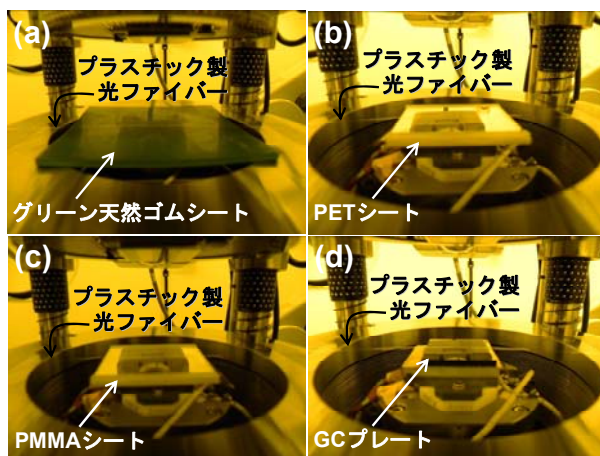 (a)
プラスチック製
光ファイバー
グリーン天然ゴムシート
(b)
プラスチック製
光ファイバー
PETシート
(c)
プラスチック製
光ファイバー
PMMAシート
(d)
プラスチック製
光ファイバー
GCプレート